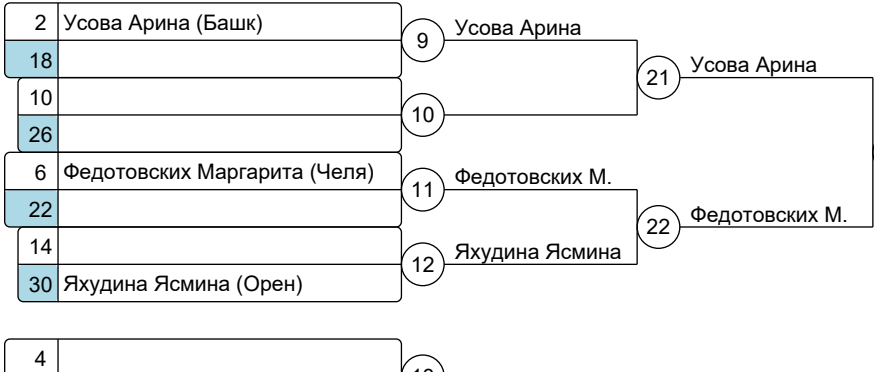 2 Усова Арина (Башк)
18
9 Усова Арина
10
26
10
21 Усова Арина
6 Федотовских Маргарита (Челя)
22
11 Федотовских М.
14
30 Яхудина Ясмина (Орен)
12 Яхудина Ясмина
22 Федотовских М.
4